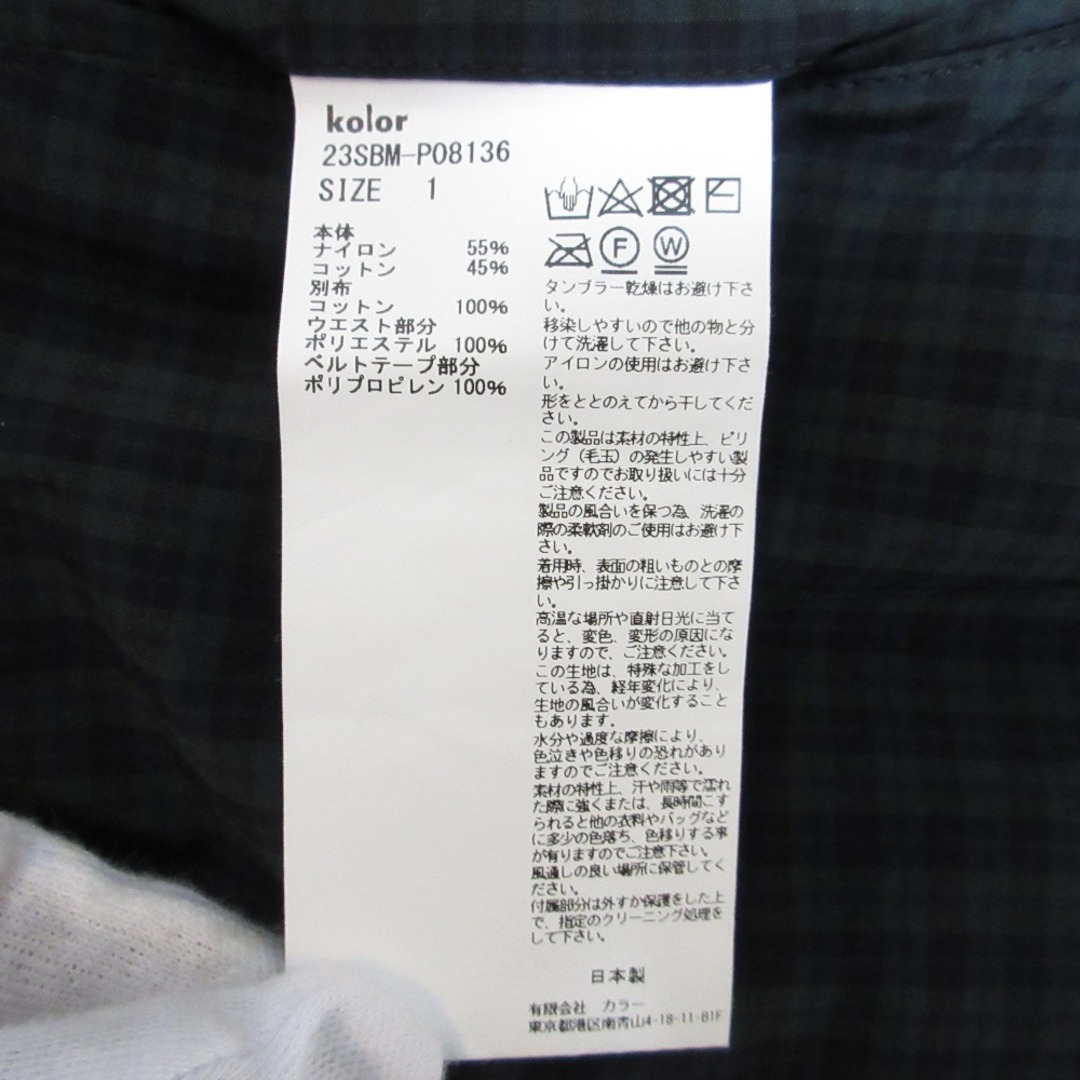 kolor
23SBM-P08136
SIZE 1
本体
ナイロン 55%
コットン 45%
別布
コットン 100%
ウエスト部分
ポリエステル 100%
ベルトテープ部分
ポリプロピレン 100%
F W
タンブラー乾燥はお避け下さ
い。
移染しやすいので他の物と分
けて洗濯して下さい。
アイロンの使用はお避け下さ
い。
形をととのえてから干してくだ
さい。
この製品は素材の特性上、ピリ
ング（毛玉）の発生しやすい製
品ですのでお取り扱いには十分
ご注意ください。
製品の風合いを保つ為、洗濯の
際の柔軟剤のご使用はお避け下
さい。
着用時、表面の粗いものとの摩
擦や引っ掛かりに注意して下さ
い。
高温な場所や直射日光に当て
ると、変色、変形の原因にな
りますので、ご注意ください。
この生地は、特殊な加工をし
ている為、経年変化により、
生地の風合いが変化すること
もあります。
水分や過度な摩擦により、
色泣きや色移りの恐れがあり
ますのでご注意ください。
素材の特性上、汗や雨等で濡れ
た際に強くまたは、長時間こす
られると他の衣料やバッグなど
に多少の色落ち、色移りする事
が有りますのでご注意下さい。
風通しの良い場所に保管してく
ださい。
付属部分は外すか保護をした上
で、指定のクリーニング処理を
して下さい。
日本製
有限会社 カラー
東京都港区南青山4-18-11-B1F